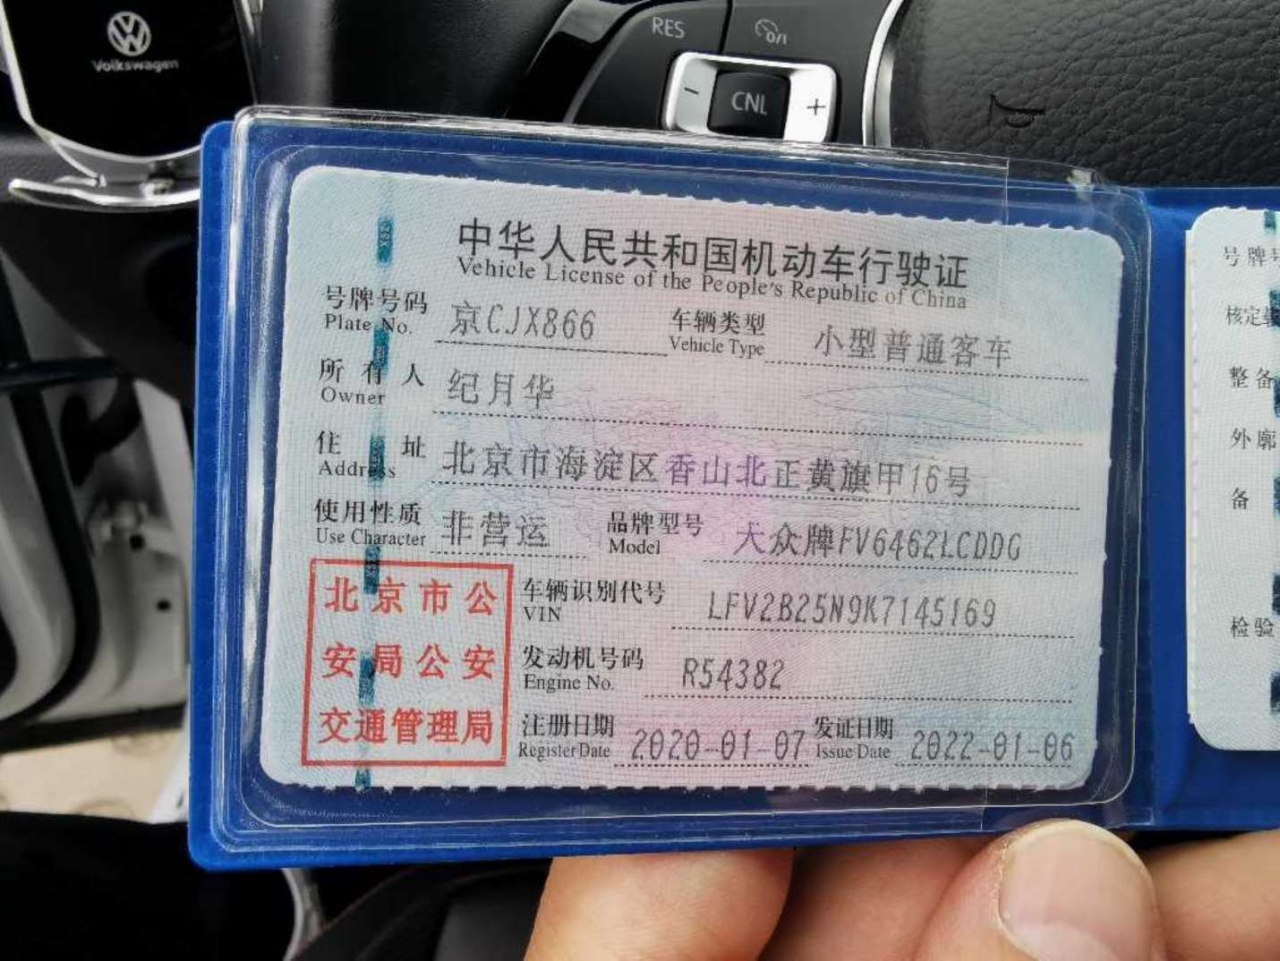 Volkswagen
RES
CNL
中华人民共和国机动车行驶证
Vehicle License of the People's Republic of China
号牌号码 京CJX866 车辆类型 小型普通客车
Plate No. Vehicle Type
所有人 纪月华
Owner
住址 北京市海淀区香山北正黄旗甲16号
Address
使用性质 非营运 品牌型号 大众牌FV6462LCDDG
Use Character Model
北京市公
安局公安
交通管理局
车辆识别代号 LFV2B25N9K7145169
VIN
发动机号码 R54382
Engine No.
注册日期 2020-01-07 发证日期 2022-01-06
Register Date Issue Date
号牌号
核定
整备
外廓
备
检验